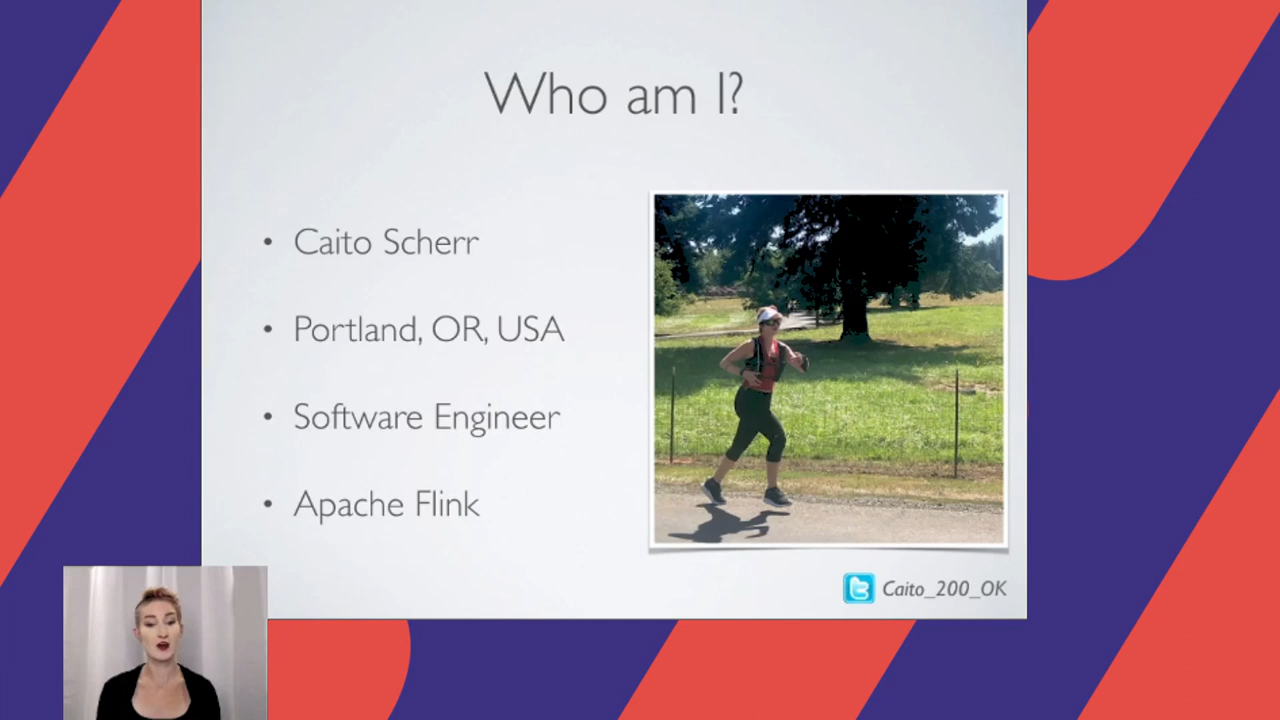 Who am I?
• Caito Scherr
• Portland, OR, USA
• Software Engineer
• Apache Flink
Caito_200_OK